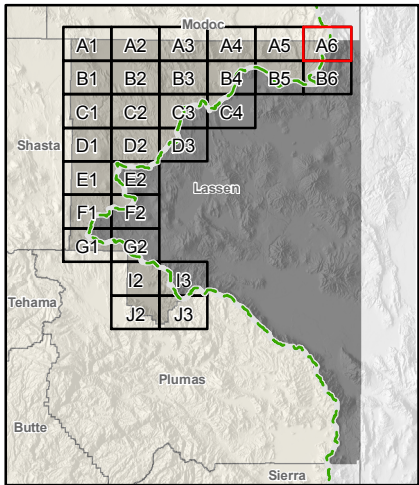 Modoc
A1 A2 A3 A4 A5 A6
B1 B2 B3 B4 B5 B6
C1 C2 C3 C4
Shasta D1 D2 D3
E1 E2
Lassen
F1 F2
G1 G2
I2 I3
Tehama
J2 J3
Plumas
Butte
Sierra